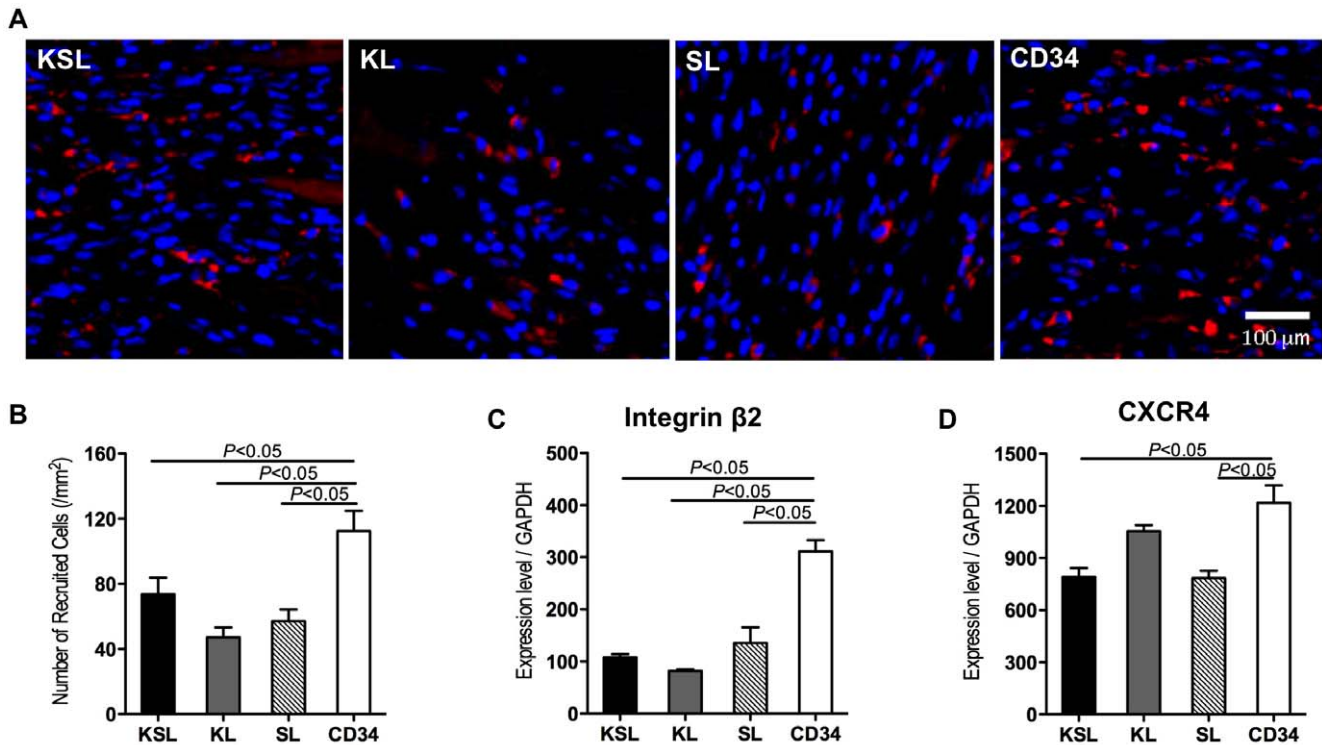 A
KSL
KL
SL
CD34
100 µm
B
160
120
80
40
0
Number of Recruited Cells (/mm²)
P<0.05
P<0.05
P<0.05
KSL KL SL CD34
C
Integrin β2
500
400
300
200
100
0
Expression level / GAPDH
P<0.05
P<0.05
P<0.05
KSL KL SL CD34
D
CXCR4
1500
1200
900
600
300
0
Expression level / GAPDH
P<0.05
P<0.05
KSL KL SL CD34